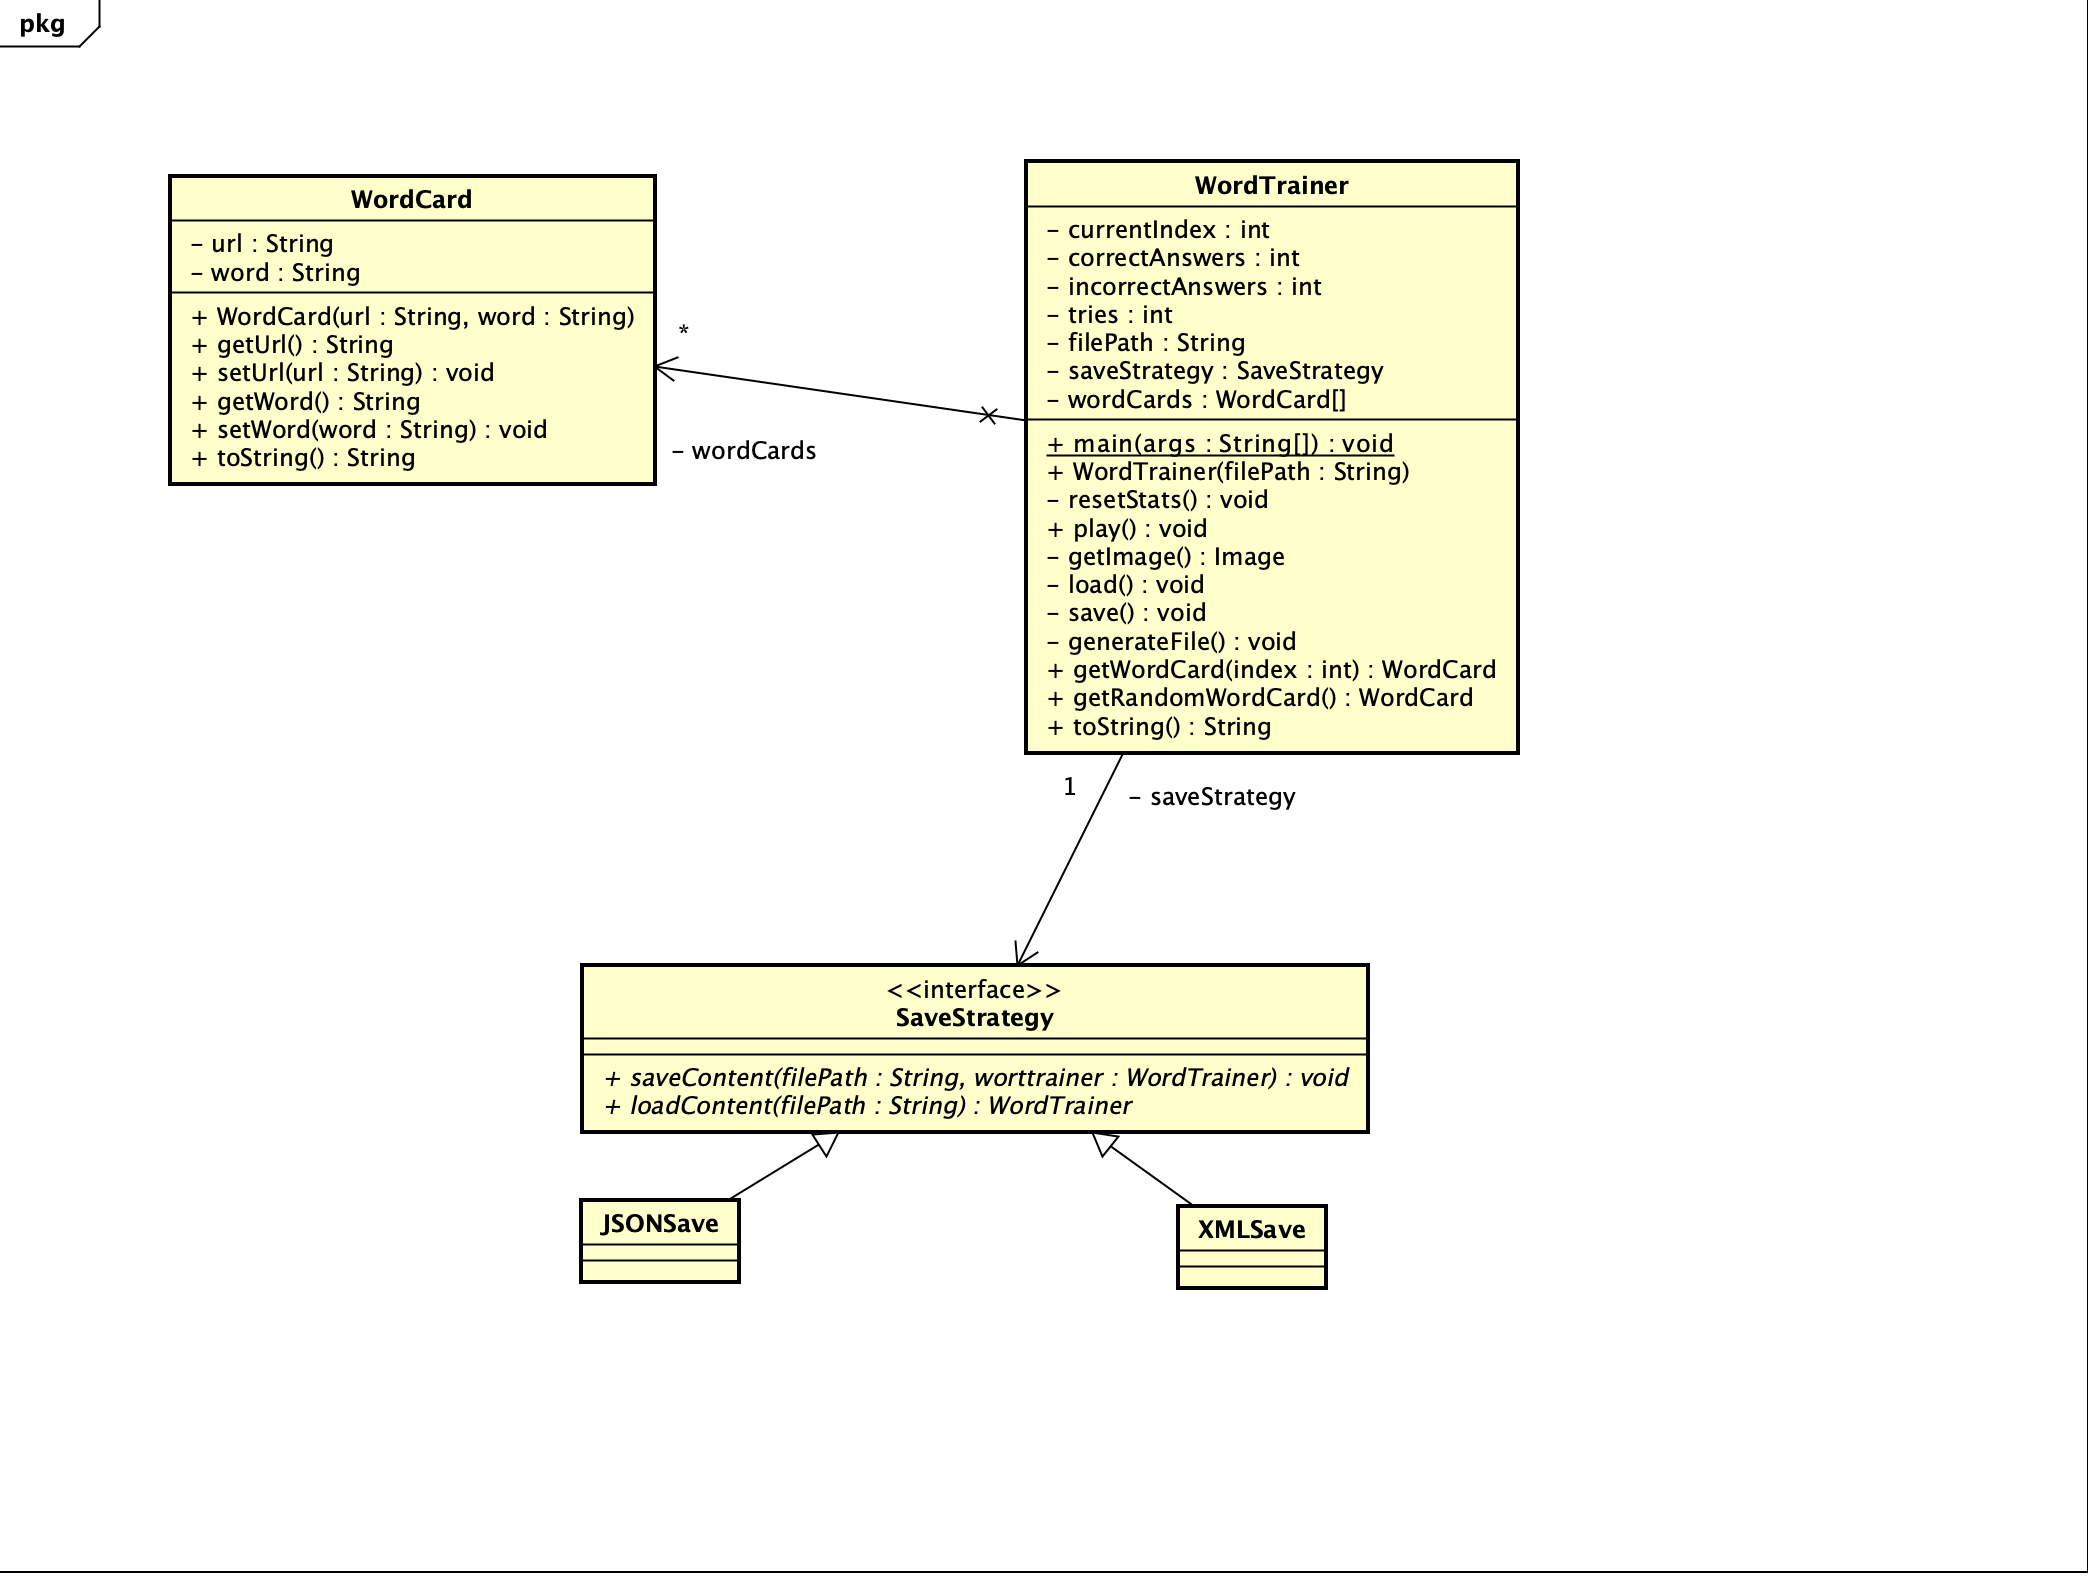 pkg
WordCard
- url : String
- word : String
+ WordCard(url : String, word : String)
+ getUrl() : String
+ setUrl(url : String) : void
+ getWord() : String
+ setWord(word : String) : void
+ toString() : String
*
- wordCards
WordTrainer
- currentIndex : int
- correctAnswers : int
- incorrectAnswers : int
- tries : int
- filePath : String
- saveStrategy : SaveStrategy
- wordCards : WordCard[]
+ main(args : String[]) : void
+ WordTrainer(filePath : String)
- resetStats() : void
+ play() : void
- getImage() : Image
- load() : void
- save() : void
- generateFile() : void
+ getWordCard(index : int) : WordCard
+ getRandomWordCard() : WordCard
+ toString() : String
1
- saveStrategy
<<interface>>
SaveStrategy
+ saveContent(filePath : String, worttrainer : WordTrainer) : void
+ loadContent(filePath : String) : WordTrainer
JSONSave
XMLSave